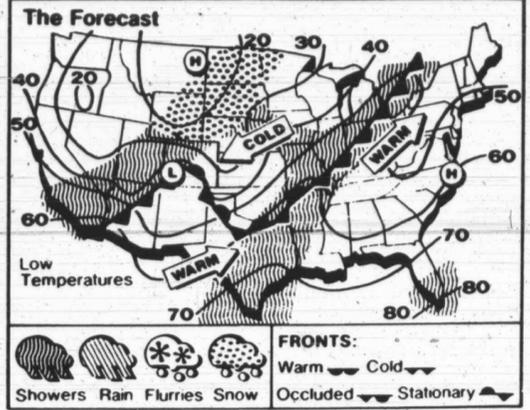 The Forecast
20
30
40
H
40
20
50
50
COLD
WARM
L
H
60
60
70
WARM
Low
Temperatures
70
80
80
Showers Rain Flurries Snow
FRONTS:
Warm Cold
Occluded Stationary